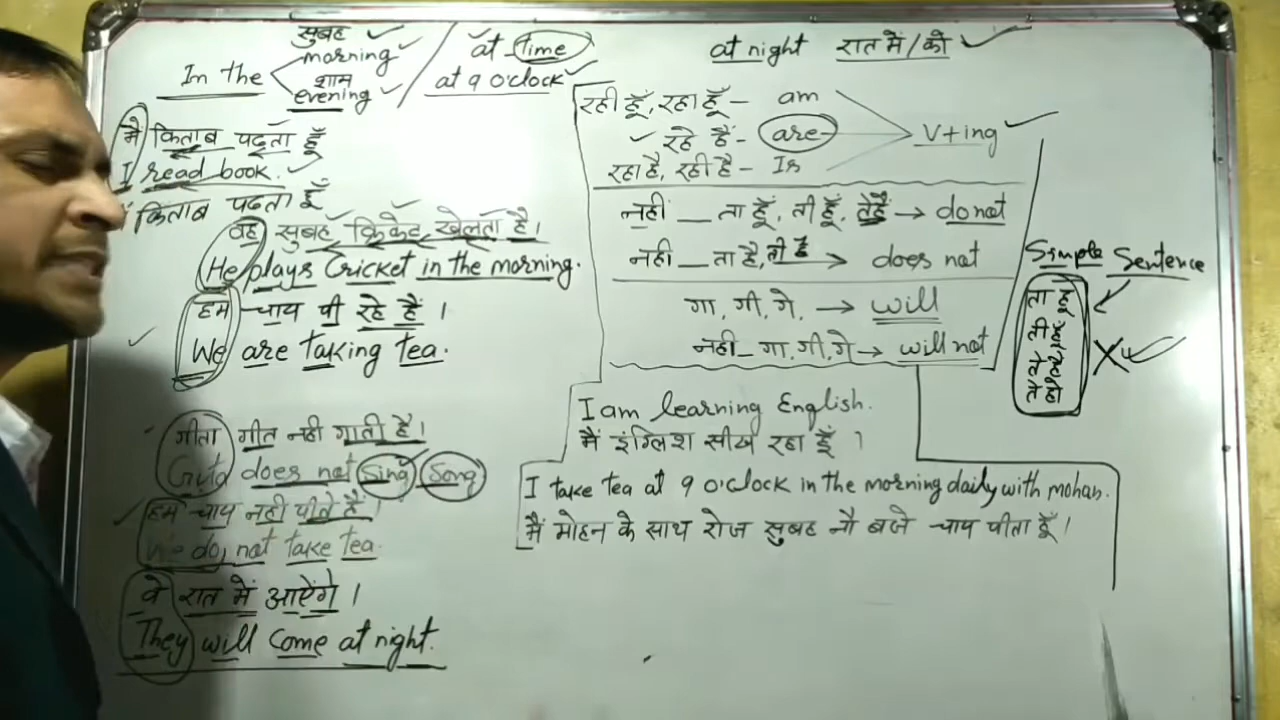 In the
सुबह
morning
शाम
evening
at time
at 9 o'clock
at night रात में/को
मैं किताब पढ़ता हूँ
I read book.
किताब पढता हूँ
वह सुबह क्रिकेट खेलता है।
He plays Cricket in the morning.
हम चाय पी रहे है ।
We are taking tea.
गीता गीत नही गाती है।
Gita does not sing Song
हम चाय नही पीते है।
We do not take tea.
वे रात में आऐंगे ।
They will Come at night.
रही हूँ, रहा हूँ – am
रहे है – are
रहा है, रही है – Is
V+ing
नही __ ता हूँ, ती हूँ, ते है → do not
नही __ ता है, ती है → does not
गा, गी, गे, → will
नही – गा, गी, गे → will not
Simple Sentence
ता ती ते
I am learning English.
मैं इंग्लिश सीख रहा हूँ ।
I take tea at 9 o'clock in the morning daily with mohan.
मैं मोहन के साथ रोज सुबह नौ बजे चाय पीता हूँ ।